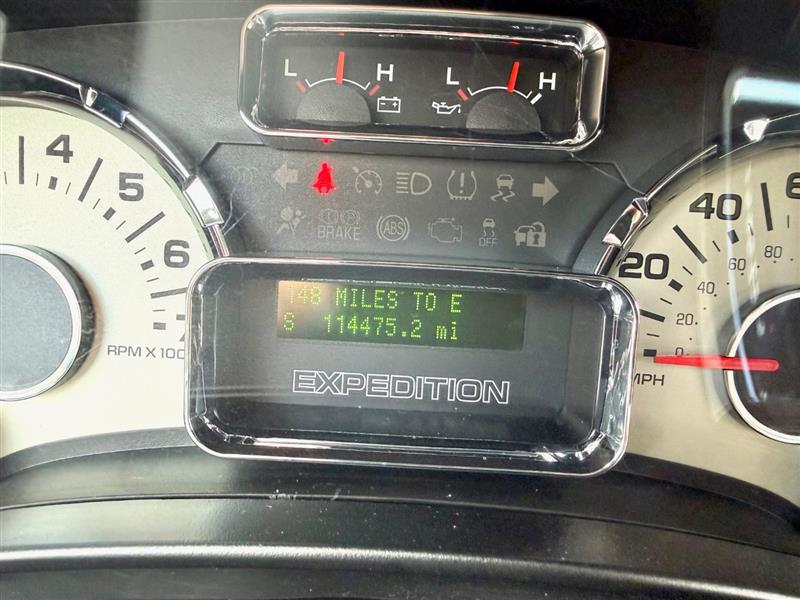 L H L H
4
5
6
7
RPM X 100
BRAKE
ABS
OFF
148 MILES TO E
S 114475.2 mi
EXPEDITION
40
20
80
60
40
20
0
MPH